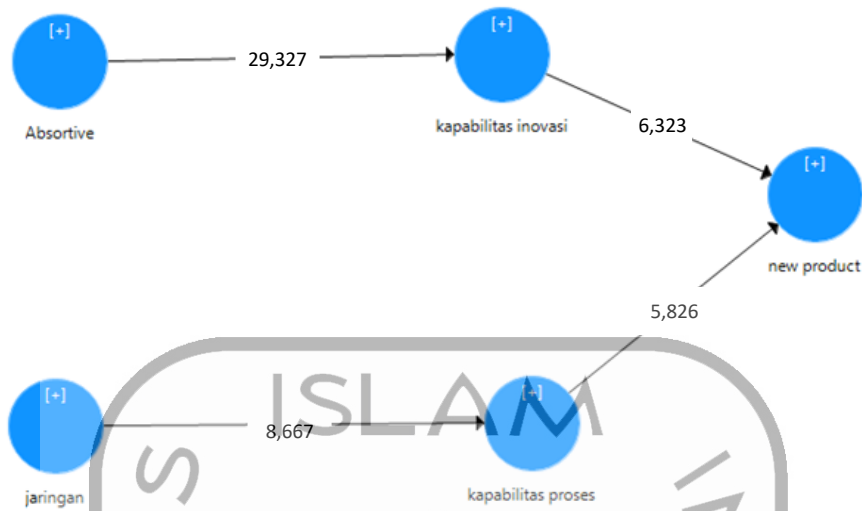 [+]
[+]
29,327
Absortive
kapabilitas inovasi
6,323
[+]
new product
5,826
[+]
[+]
ISLAM
8,667
S
jaringan
kapabilitas proses